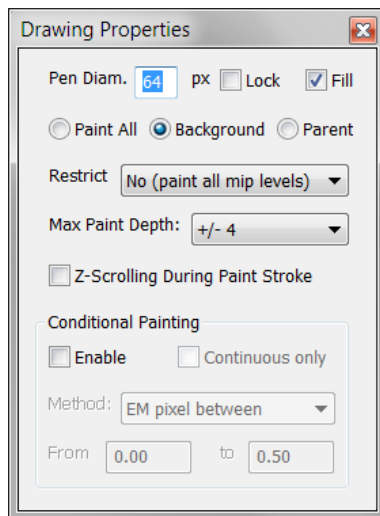 Drawing Properties
Pen Diam. 64 px Lock Fill
Paint All Background Parent
Restrict No (paint all mip levels)
Max Paint Depth: +/- 4
Z-Scrolling During Paint Stroke
Conditional Painting
Enable Continuous only
Method: EM pixel between
From 0.00 to 0.50